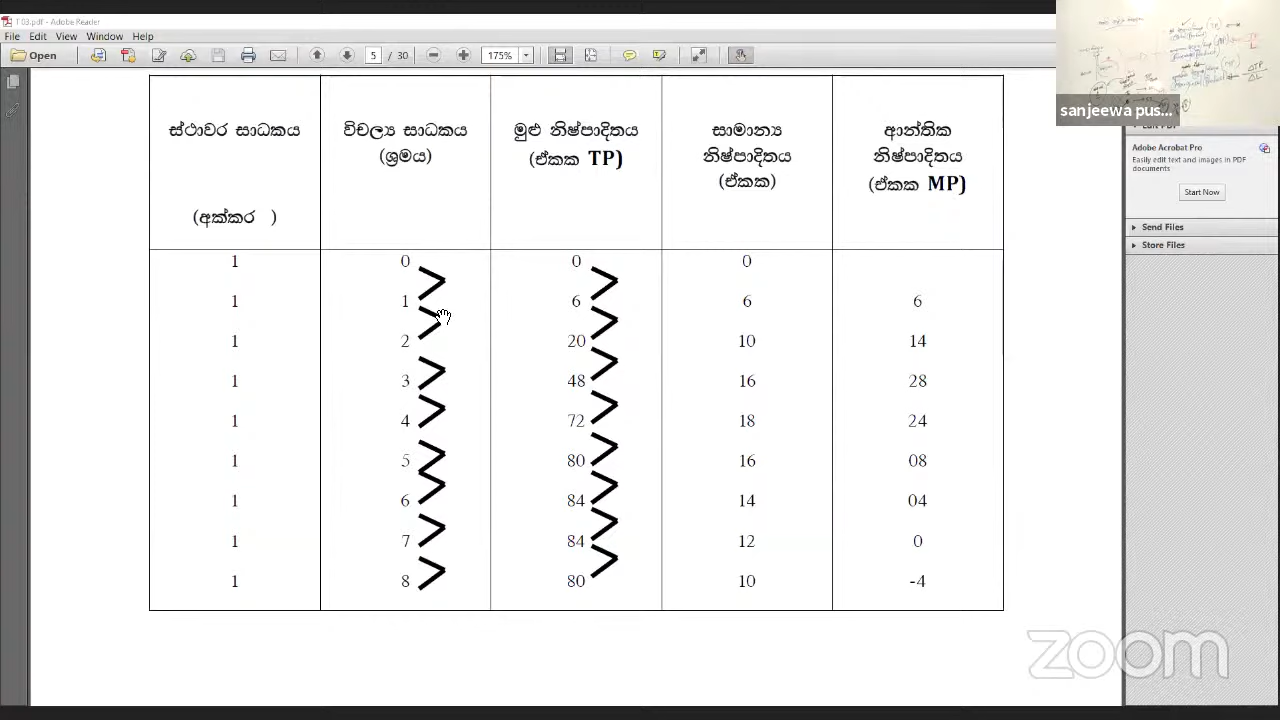 T 03.pdf - Adobe Reader
File Edit View Window Help
Open 5 / 30 175%
sanjeewa pus...
Adobe Acrobat Pro
Easily edit text and images in PDF
documents
Start Now
Send Files
Store Files
ස්ථාවර සාධකය
(අක්කර )
විචල්‍ය සාධකය
(ශ්‍රමය)
මුළු නිෂ්පාදිතය
(ඒකක TP)
සාමාන්‍ය
නිෂ්පාදිතය
(ඒකක)
ආන්තික
නිෂ්පාදිතය
(ඒකක MP)
1 0 0 0
1 1 6 6 6
1 2 20 10 14
1 3 48 16 28
1 4 72 18 24
1 5 80 16 08
1 6 84 14 04
1 7 84 12 0
1 8 80 10 -4
zoom